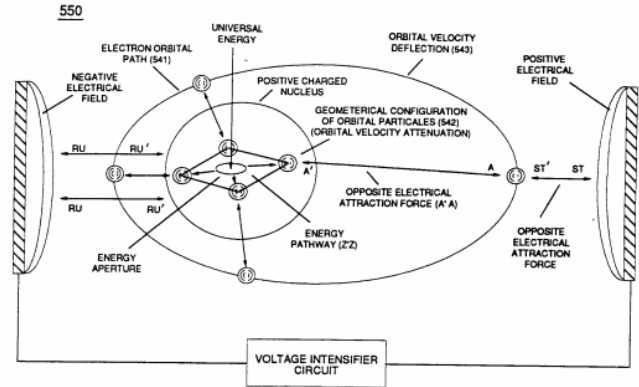 550
UNIVERSAL
ENERGY
ELECTRON ORBITAL
PATH (541)
ORBITAL VELOCITY
DEFLECTION (543)
NEGATIVE
ELECTRICAL
FIELD
POSITIVE CHARGED
NUCLEUS
POSITIVE
ELECTRICAL
FIELD
GEOMETERICAL CONFIGURATION
OF ORBITAL PARTICALES (542)
(ORBITAL VELOCITY ATTENUATION)
RU RU'
A' A ST' ST
RU RU'
OPPOSITE ELECTRICAL
ATTRACTION FORCE (A' A)
ENERGY
PATHWAY (Z'Z)
ENERGY
APERTURE
OPPOSITE
ELECTRICAL
ATTRACTION
FORCE
VOLTAGE INTENSIFIER
CIRCUIT